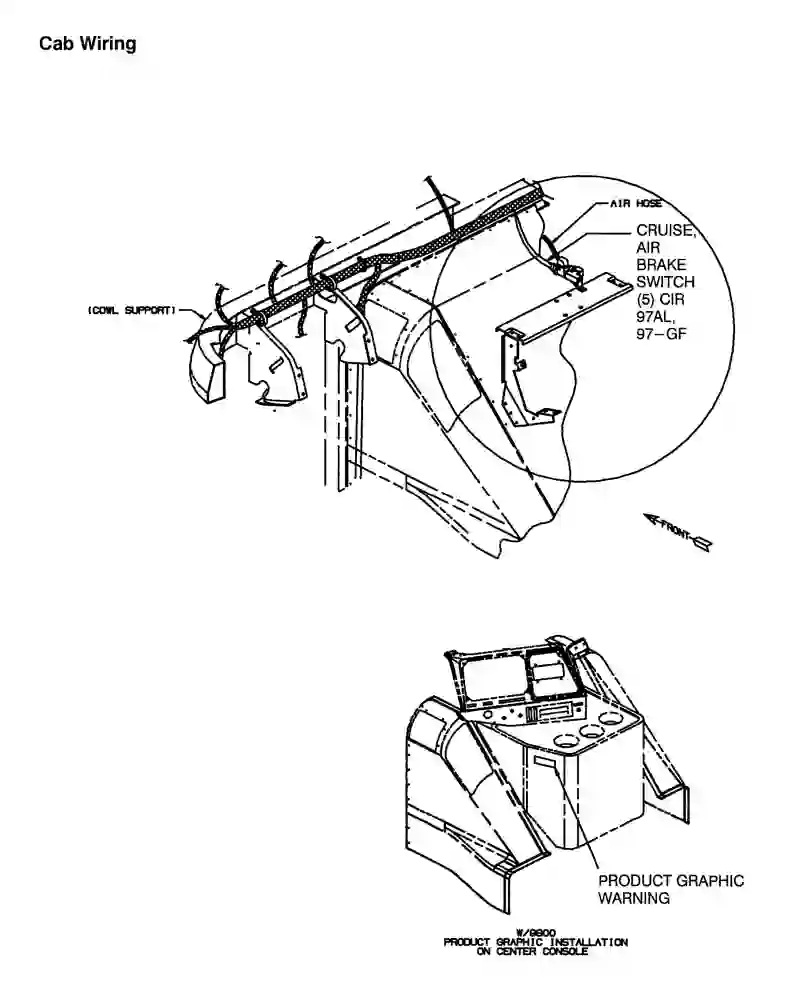 Cab Wiring
AIR HOSE
CRUISE,
AIR
BRAKE
SWITCH
(5) CIR
97AL,
97-GF
(COWL SUPPORT)
FRONT
PRODUCT GRAPHIC
WARNING
W/9900
PRODUCT GRAPHIC INSTALLATION
ON CENTER CONSOLE